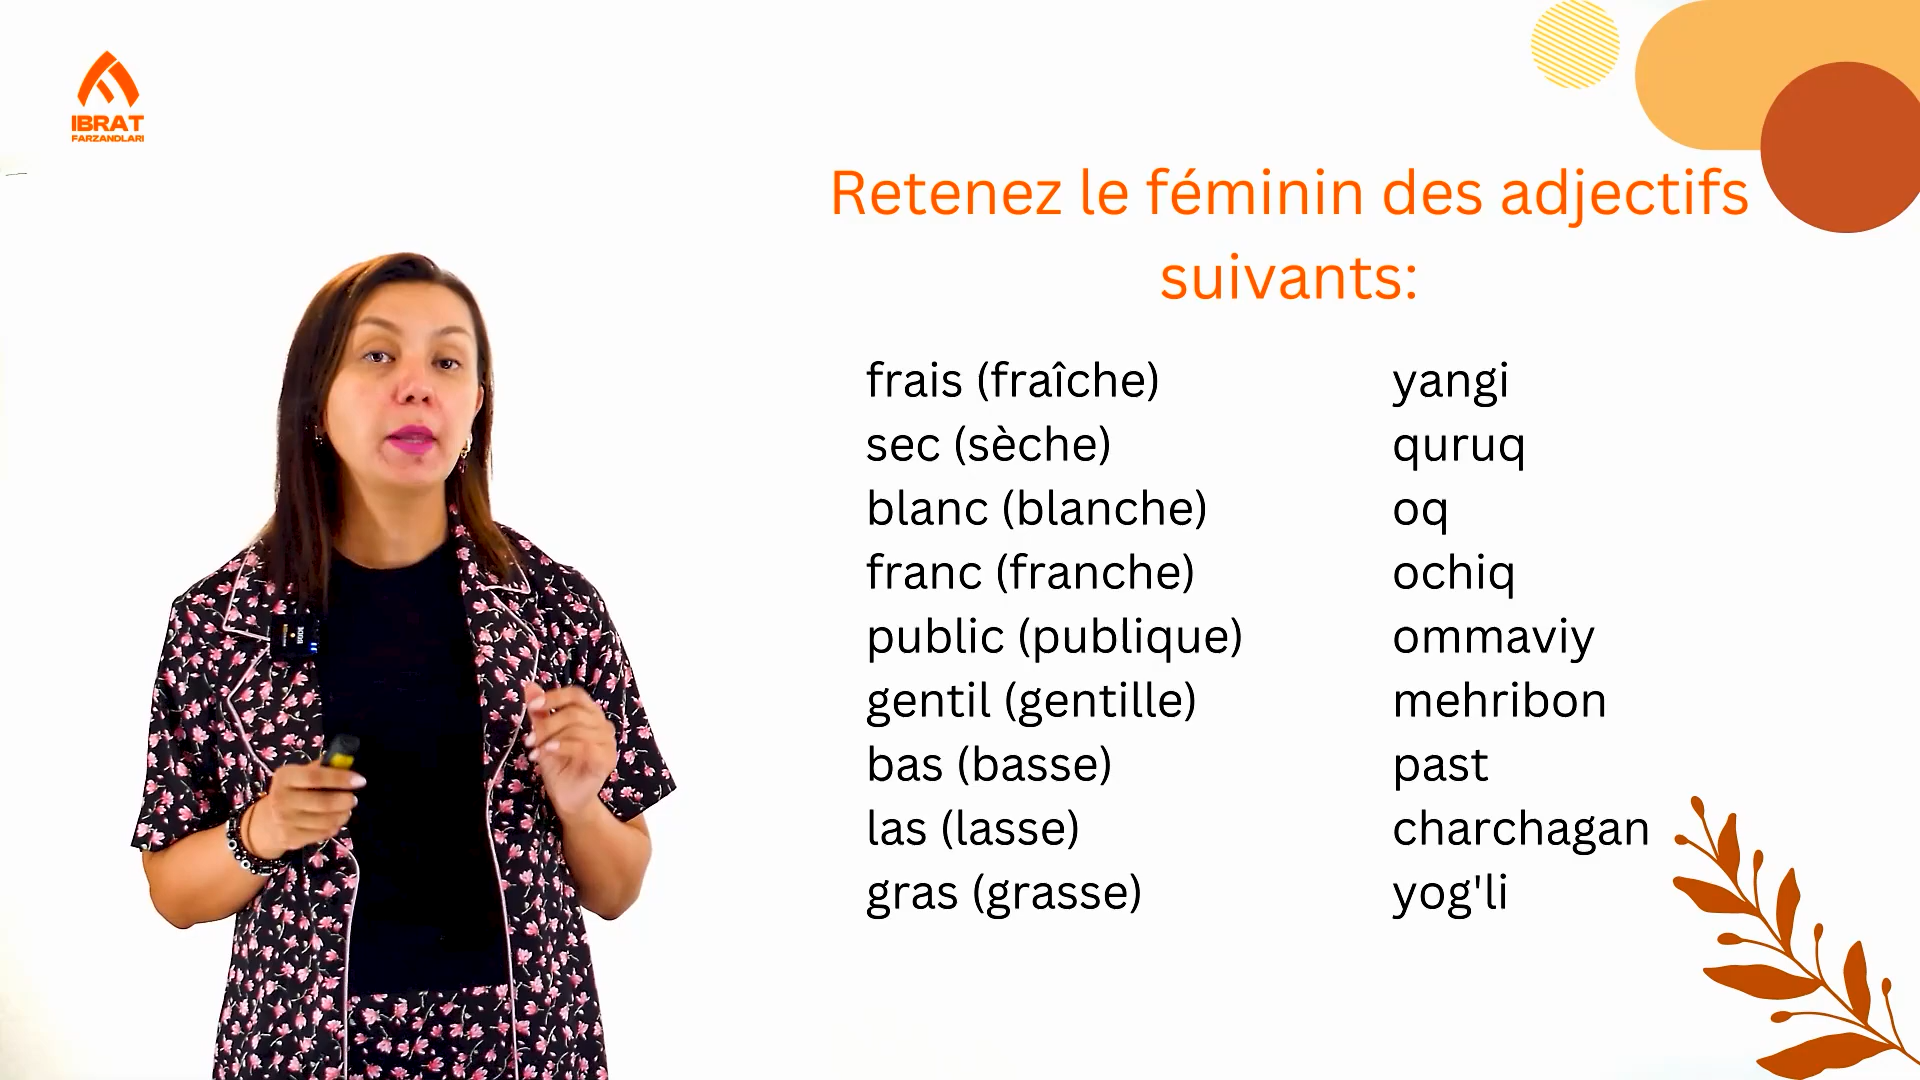 IBRAT
FARZANDLARI
Retenez le féminin des adjectifs
suivants:
frais (fraîche) yangi
sec (sèche) quruq
blanc (blanche) oq
franc (franche) ochiq
public (publique) ommaviy
gentil (gentille) mehribon
bas (basse) past
las (lasse) charchagan
gras (grasse) yog'li